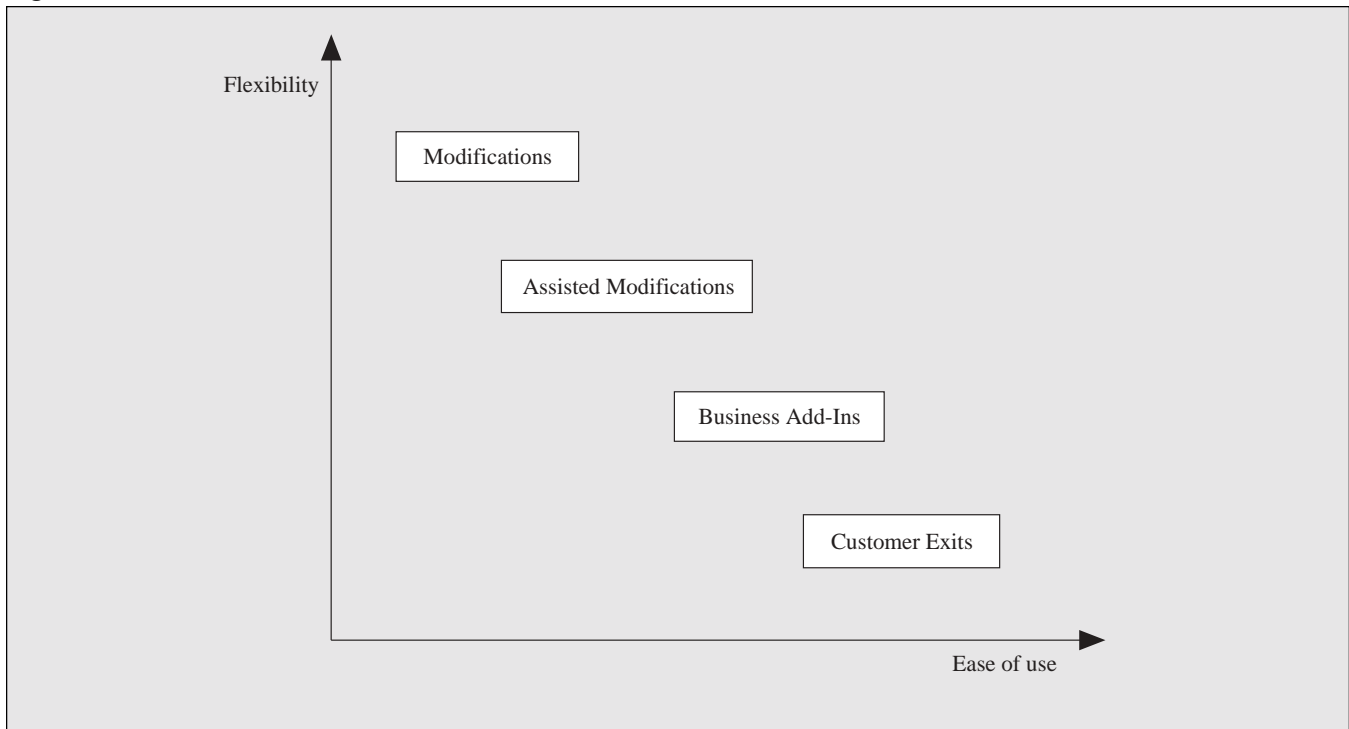 Flexibility
Modifications
Assisted Modifications
Business Add-Ins
Customer Exits
Ease of use